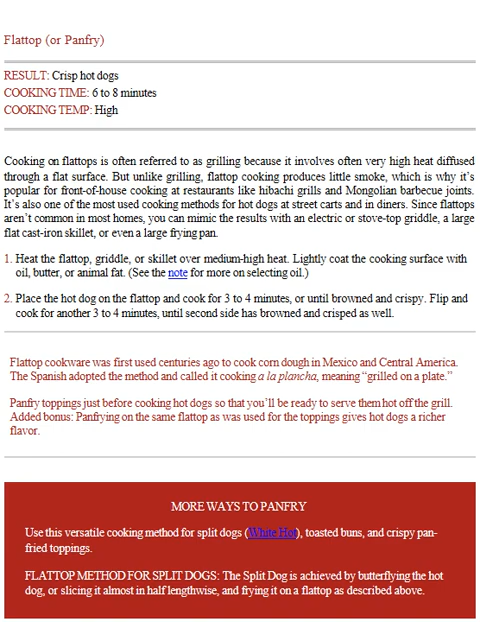 Flattop (or Panfry)
RESULT: Crisp hot dogs
COOKING TIME: 6 to 8 minutes
COOKING TEMP: High
Cooking on flattops is often referred to as grilling because it involves often very high heat diffused
through a flat surface. But unlike grilling, flattop cooking produces little smoke, which is why it’s
popular for front-of-house cooking at restaurants like hibachi grills and Mongolian barbecue joints.
It’s also one of the most used cooking methods for hot dogs at street carts and in diners. Since flattops
aren’t common in most homes, you can mimic the results with an electric or stove-top griddle, a large
flat cast-iron skillet, or even a large frying pan.
1. Heat the flattop, griddle, or skillet over medium-high heat. Lightly coat the cooking surface with
oil, butter, or animal fat. (See the note for more on selecting oil.)
2. Place the hot dog on the flattop and cook for 3 to 4 minutes, or until browned and crispy. Flip and
cook for another 3 to 4 minutes, until second side has browned and crisped as well.
Flattop cookware was first used centuries ago to cook corn dough in Mexico and Central America.
The Spanish adopted the method and called it cooking a la plancha, meaning “grilled on a plate.”
Panfry toppings just before cooking hot dogs so that you’ll be ready to serve them hot off the grill.
Added bonus: Panfrying on the same flattop as was used for the toppings gives hot dogs a richer
flavor.
MORE WAYS TO PANFRY
Use this versatile cooking method for split dogs (White Hot), toasted buns, and crispy pan-
fried toppings.
FLATTOP METHOD FOR SPLIT DOGS: The Split Dog is achieved by butterflying the hot
dog, or slicing it almost in half lengthwise, and frying it on a flattop as described above.